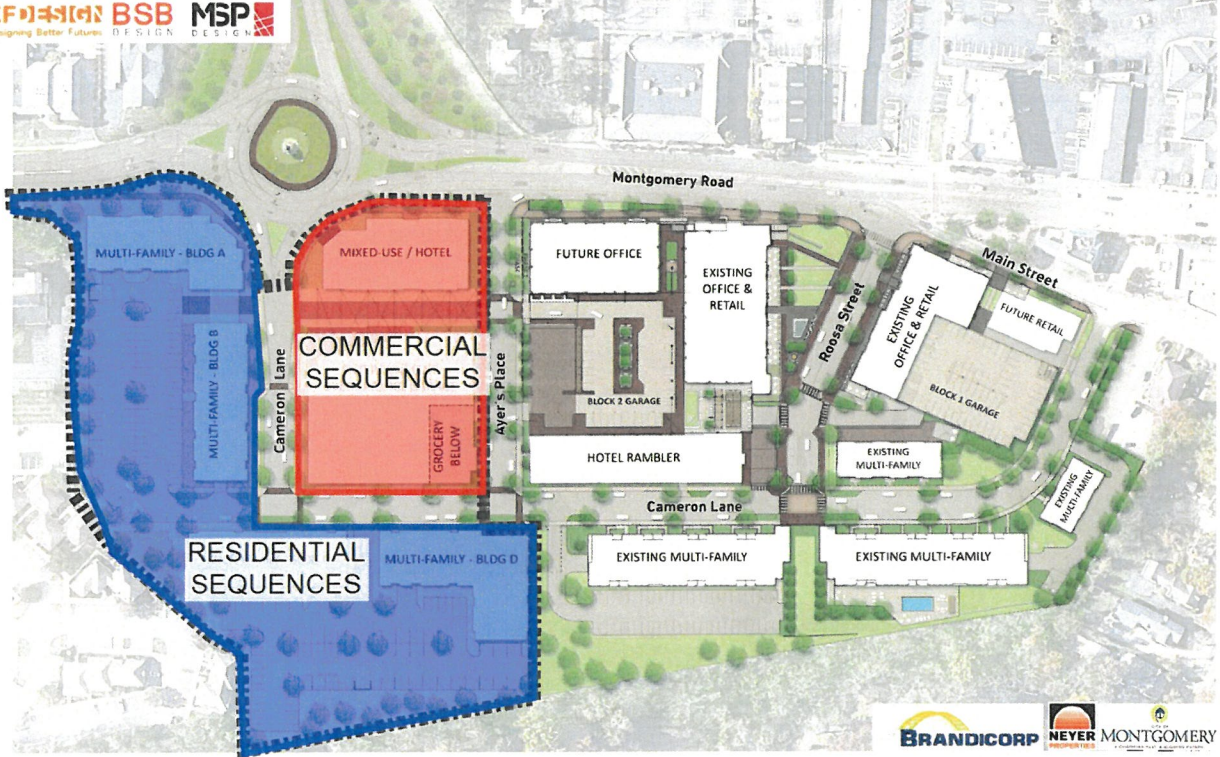 EFDESIGN BSB MSP
signing Better Futures DESIGN DESIGN
Montgomery Road
Main Street
MULTI-FAMILY - BLDG A
MIXED-USE / HOTEL
FUTURE OFFICE
EXISTING
OFFICE &
RETAIL
Roosa Street
EXISTING
OFFICE & RETAIL
FUTURE RETAIL
MULTI-FAMILY - BLDG B
Cameron Lane
COMMERCIAL
SEQUENCES
Ayer's Place
BLOCK 2 GARAGE
BLOCK 1 GARAGE
GROCERY
BELOW
HOTEL RAMBLER
EXISTING
MULTI-FAMILY
EXISTING
MULTI-FAMILY
Cameron Lane
RESIDENTIAL
SEQUENCES
MULTI-FAMILY - BLDG D
EXISTING MULTI-FAMILY
EXISTING MULTI-FAMILY
BRANDICORP
NEYER
PROPERTIES
CITY OF
MONTGOMERY